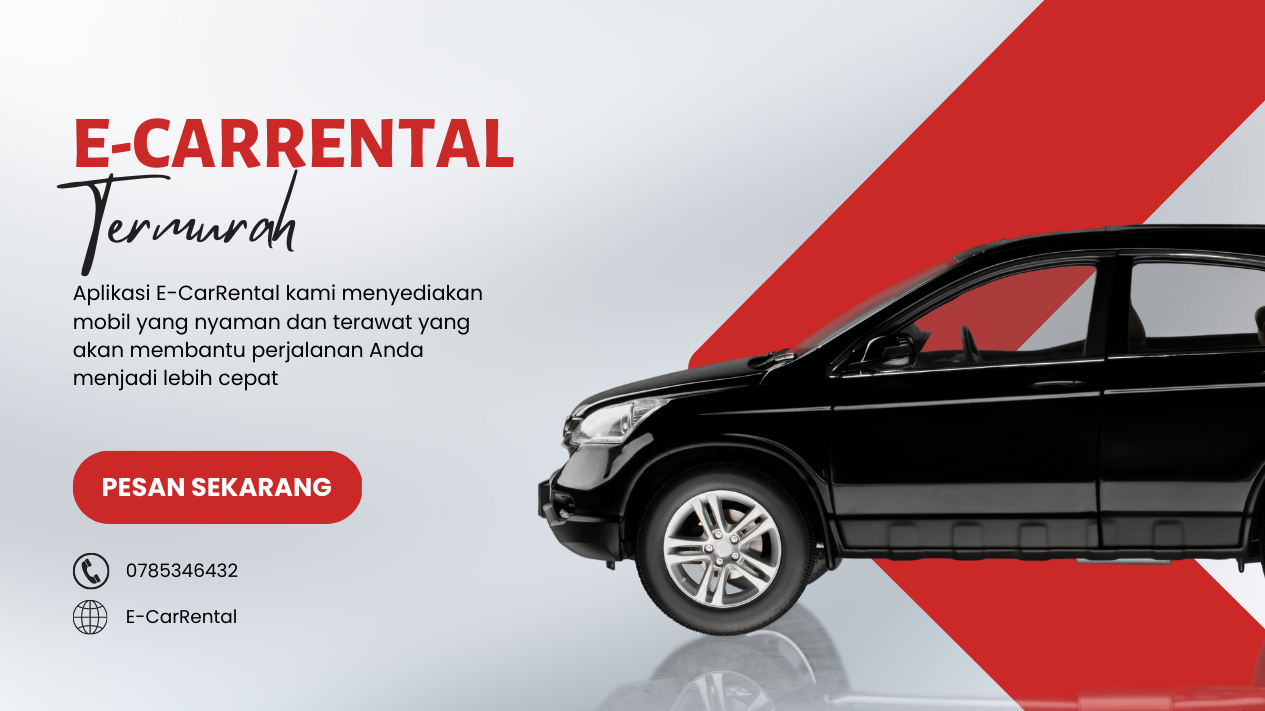 E-CARRENTAL
Termurah
Aplikasi E-CarRental kami menyediakan
mobil yang nyaman dan terawat yang
akan membantu perjalanan Anda
menjadi lebih cepat
PESAN SEKARANG
0785346432
E-CarRental